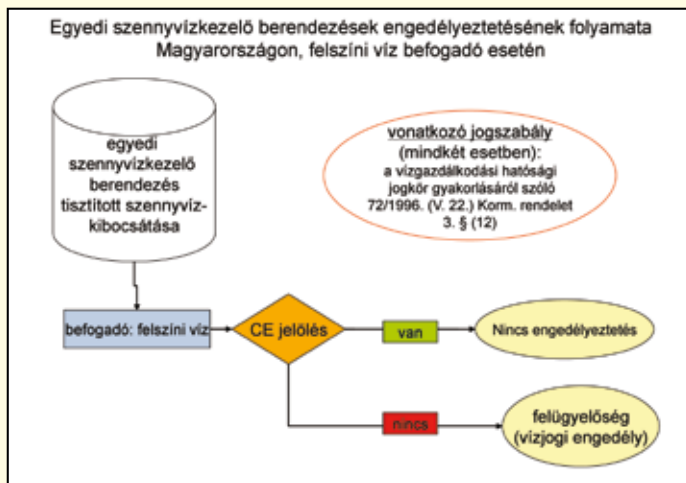 Egyedi szennyvízkezelő berendezések engedélyeztetésének folyamata
Magyarországon, felszíni víz befogadó esetén
egyedi
szennyvízkezelő
berendezés
tisztított szennyvíz-
kibocsátása
vonatkozó jogszabály
(mindkét esetben):
a vízgazdálkodási hatósági
jogkör gyakorlásáról szóló
72/1996. (V. 22.) Korm. rendelet
3. § (12)
befogadó: felszíni víz
CE jelölés
van
Nincs engedélyeztetés
nincs
felügyelőség
(vízjogi engedély)